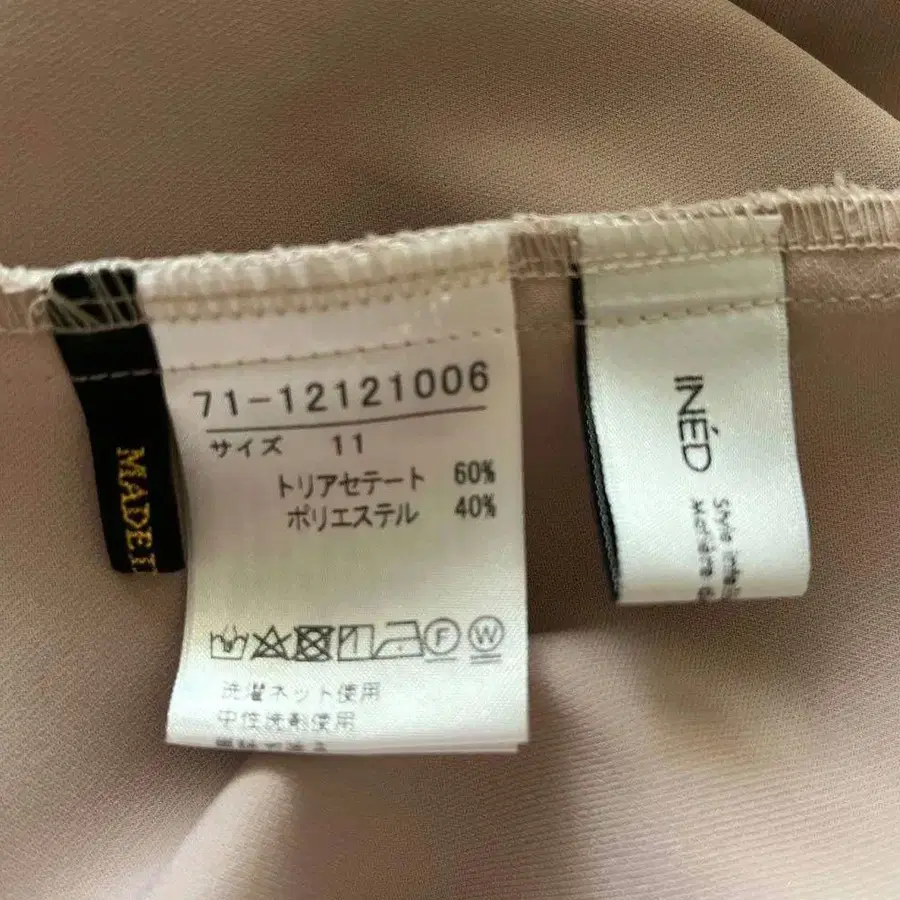 MADE I
71-12121006
サイズ 11
トリアセテート 60%
ポリエステル 40%
F W
洗濯ネット使用
中性洗剤使用
INÉD
Style